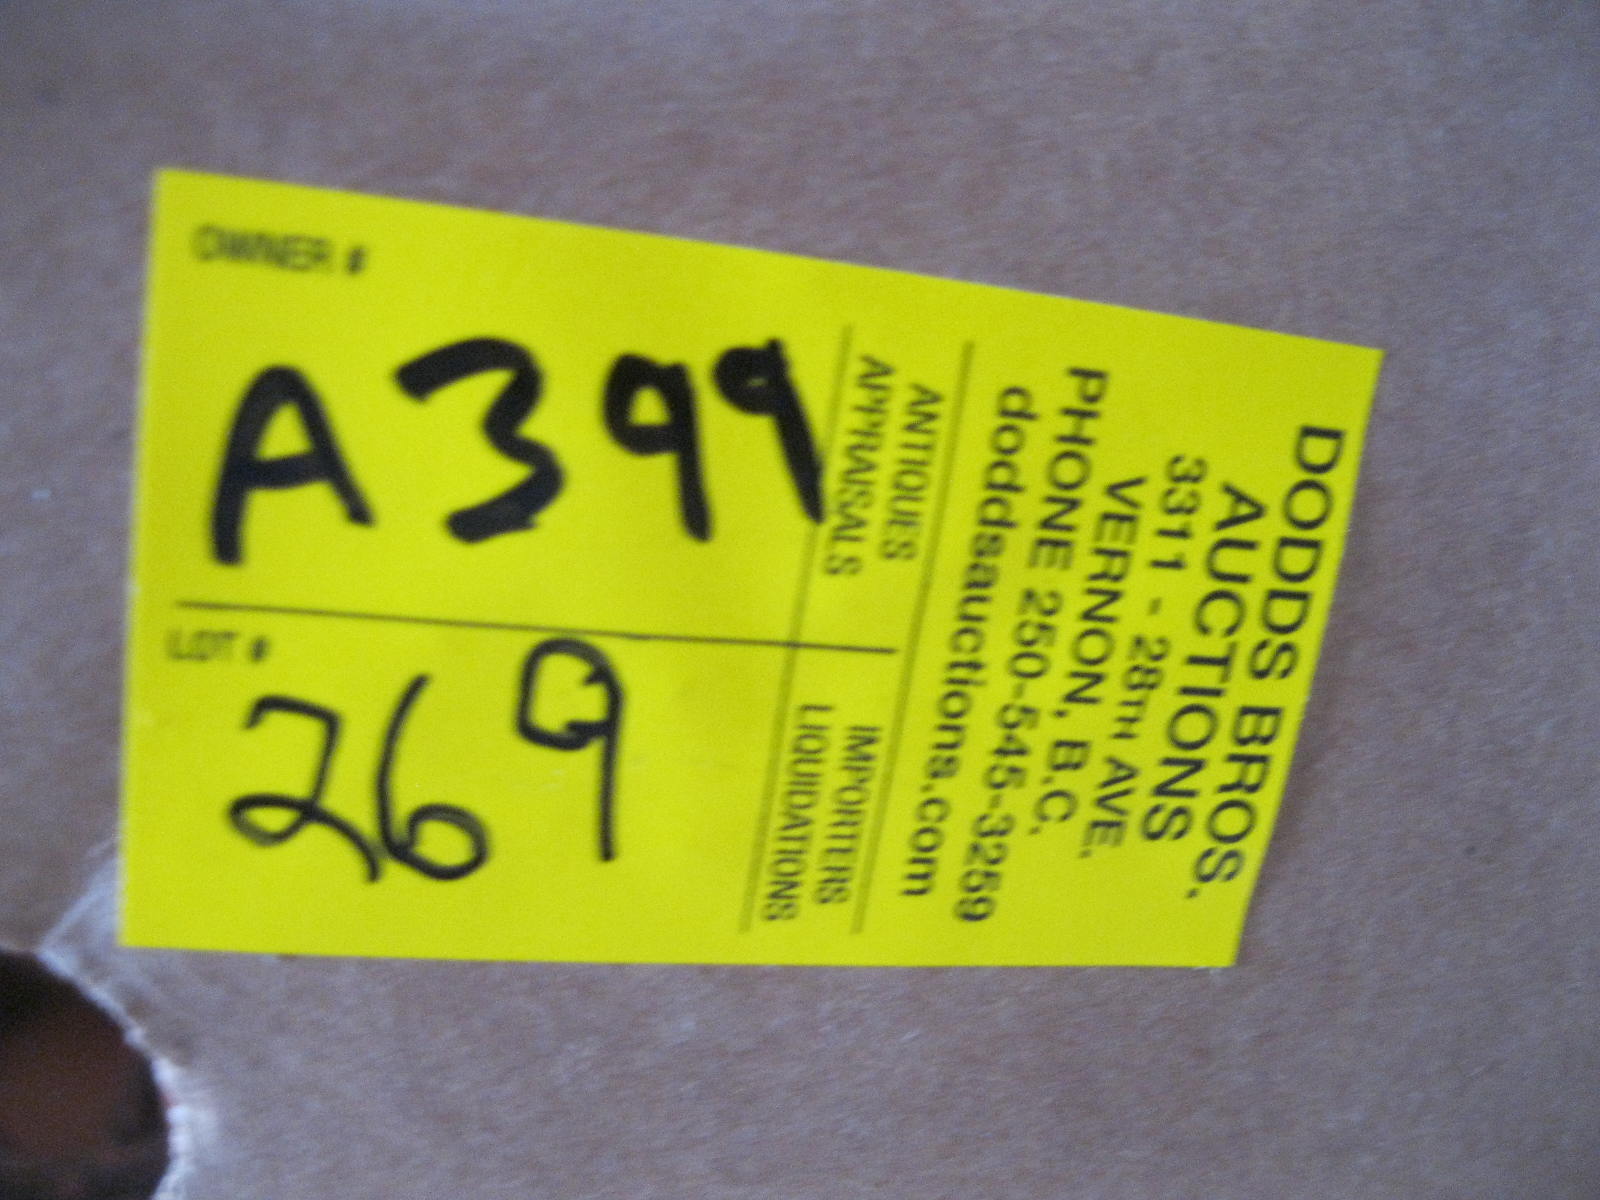 OWNER #
A399
LOT #
269
DODDS BROS.
AUCTIONS
3311 - 28TH AVE.
VERNON, B.C.
PHONE 250-545-3259
doddsauctions.com
ANTIQUES
APPRAISALS
IMPORTERS
LIQUIDATIONS